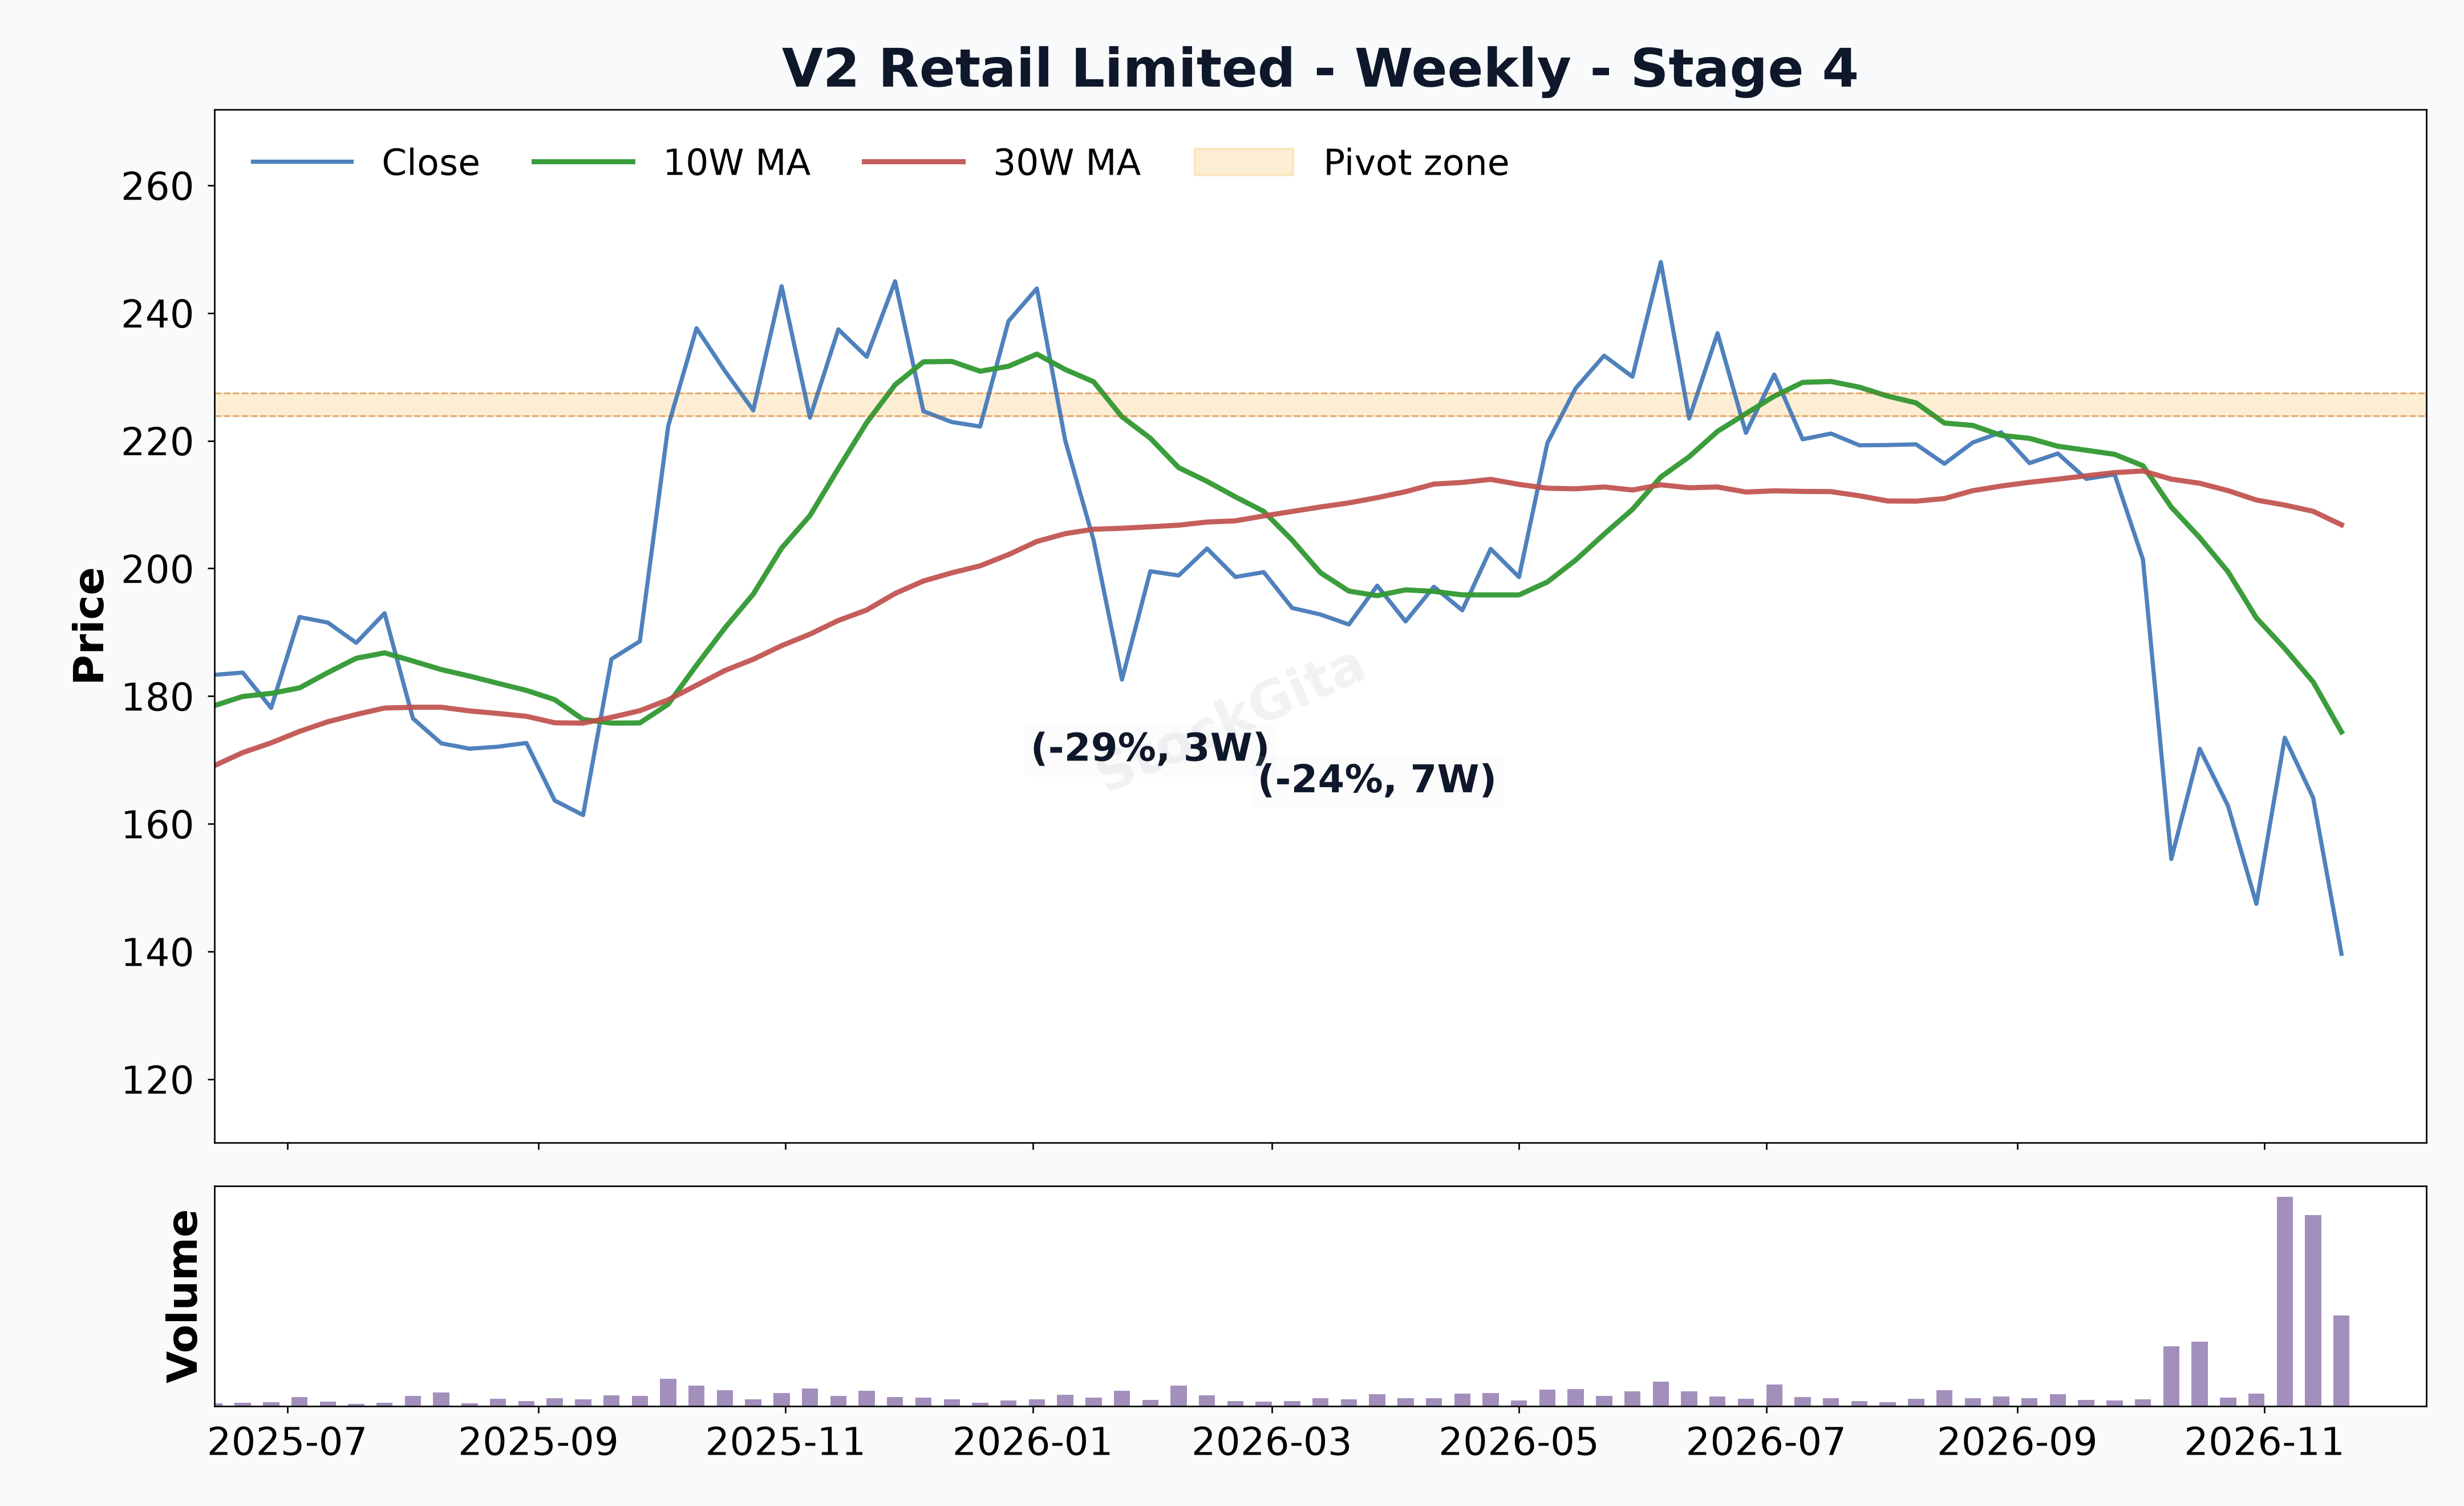 V2 Retail Limited - Weekly - Stage 4
Close 10W MA 30W MA Pivot zone
260
240
220
200
180
160
140
120
Price
StockGita
(-29%, 3W)
(-24%, 7W)
Volume
2025-07 2025-09 2025-11 2026-01 2026-03 2026-05 2026-07 2026-09 2026-11